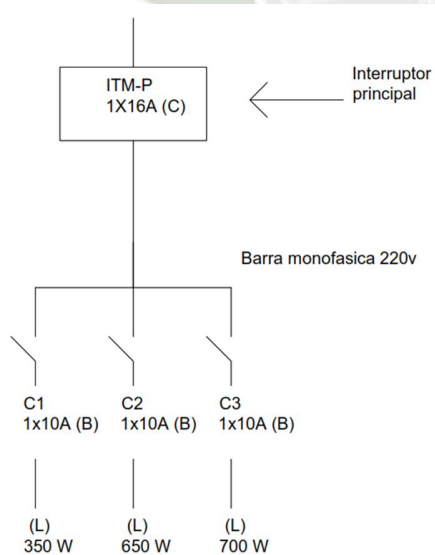 ITM-P
1X16A (C)
Interruptor
principal
Barra monofasica 220v
C1
1x10A (B)
C2
1x10A (B)
C3
1x10A (B)
(L)
350 W
(L)
650 W
(L)
700 W